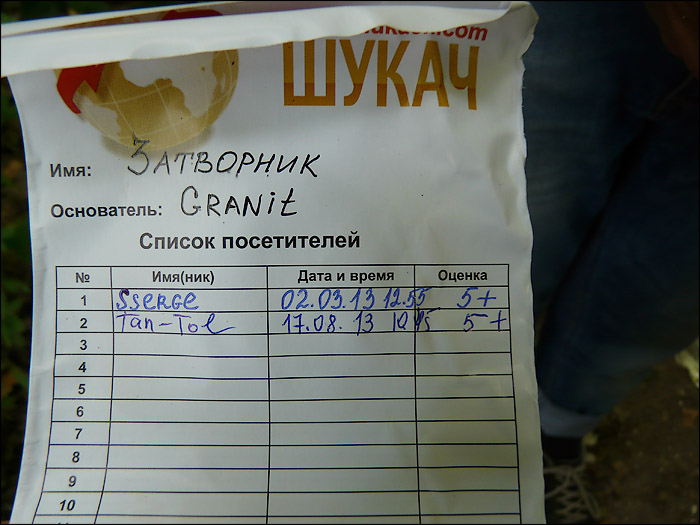 ШУКАЧ
Имя: ЗАТВОРНИК
Основатель: GRANit
Список посетителей
№ Имя(ник) Дата и время Оценка
1 SSERGE 02.03.13 12.55 5+
2 Tan-Tol 17.08.13 5+
3
4
5
6
7
8
9
10